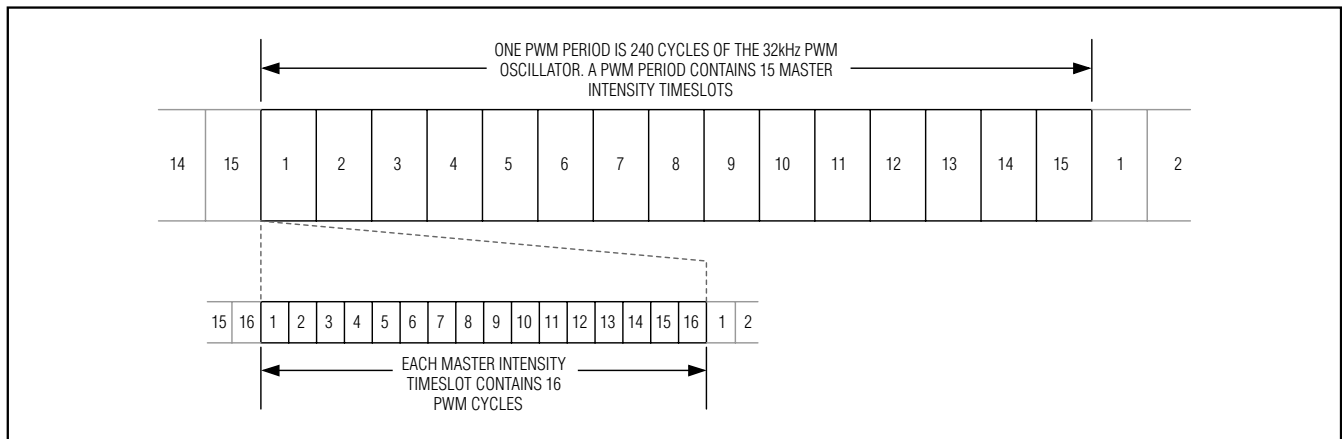 ONE PWM PERIOD IS 240 CYCLES OF THE 32kHz PWM
OSCILLATOR. A PWM PERIOD CONTAINS 15 MASTER
INTENSITY TIMESLOTS
14 15 1 2 3 4 5 6 7 8 9 10 11 12 13 14 15 1 2
15 16 1 2 3 4 5 6 7 8 9 10 11 12 13 14 15 16 1 2
EACH MASTER INTENSITY
TIMESLOT CONTAINS 16
PWM CYCLES